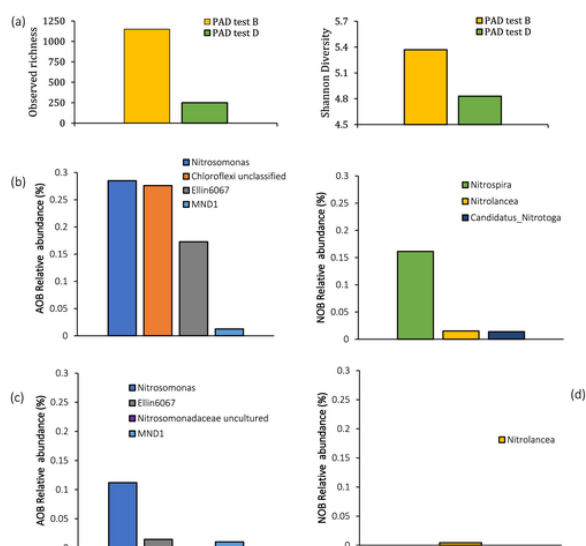 (a)
Observed richness
1250
1000
750
500
250
0
PAD test B
PAD test D
Shannon Diversity
5.7
5.4
5.1
4.8
4.5
PAD test B
PAD test D
(b)
AOB Relative abundance (%)
0.3
0.25
0.2
0.15
0.1
0.05
0
Nitrosomonas
Chloroflexi unclassified
Ellin6067
MND1
NOB Relative abundance (%)
0.3
0.25
0.2
0.15
0.1
0.05
0
Nitrospira
Nitrolancea
Candidatus_Nitrotoga
(c)
AOB Relative abundance (%)
0.3
0.25
0.2
0.15
0.1
0.05
Nitrosomonas
Ellin6067
Nitrosomonadaceae uncultured
MND1
(d)
NOB Relative abundance (%)
0.3
0.25
0.2
0.15
0.1
0.05
0
Nitrolancea